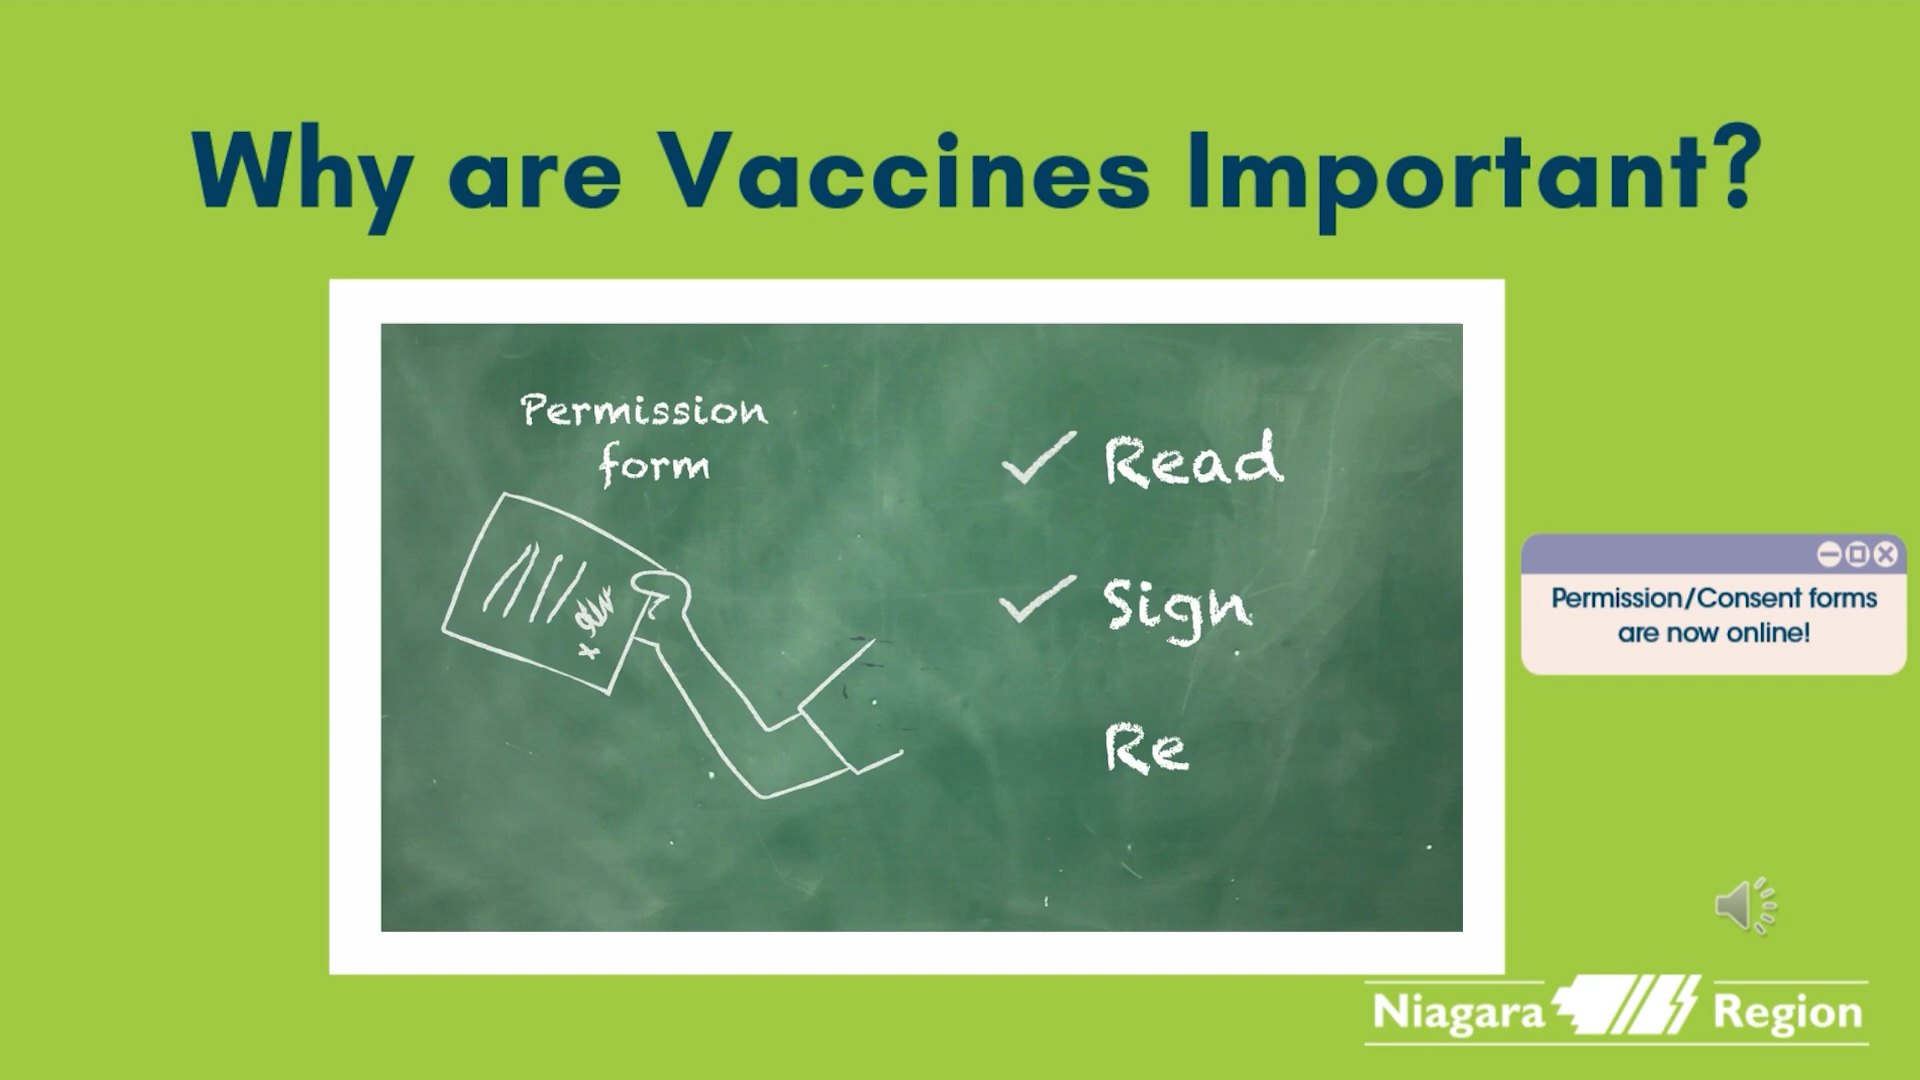 Why are Vaccines Important?
Permission
form
Read
Sign
Re
x
Permission/Consent forms
are now online!
Niagara Region